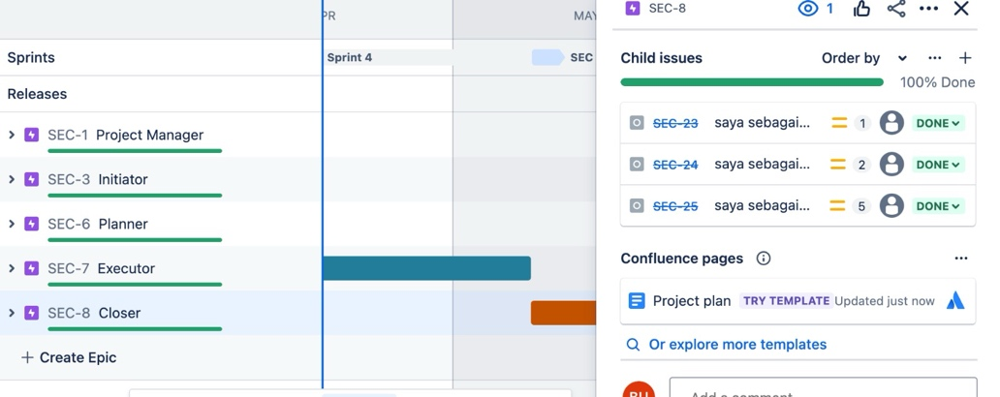 SEC-8 1
PR MAY
Sprints Sprint 4 SEC
Releases
SEC-1 Project Manager
SEC-3 Initiator
SEC-6 Planner
SEC-7 Executor
SEC-8 Closer
+ Create Epic
Child issues Order by
100% Done
SEC-23 saya sebagai... 1 DONE
SEC-24 saya sebagai... 2 DONE
SEC-25 saya sebagai... 5 DONE
Confluence pages
Project plan TRY TEMPLATE Updated just now
Or explore more templates
Add a comment